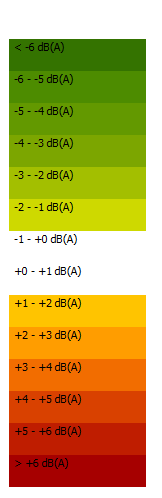 < -6 dB(A)
-6 - -5 dB(A)
-5 - -4 dB(A)
-4 - -3 dB(A)
-3 - -2 dB(A)
-2 - -1 dB(A)
-1 - +0 dB(A)
+0 - +1 dB(A)
+1 - +2 dB(A)
+2 - +3 dB(A)
+3 - +4 dB(A)
+4 - +5 dB(A)
+5 - +6 dB(A)
> +6 dB(A)